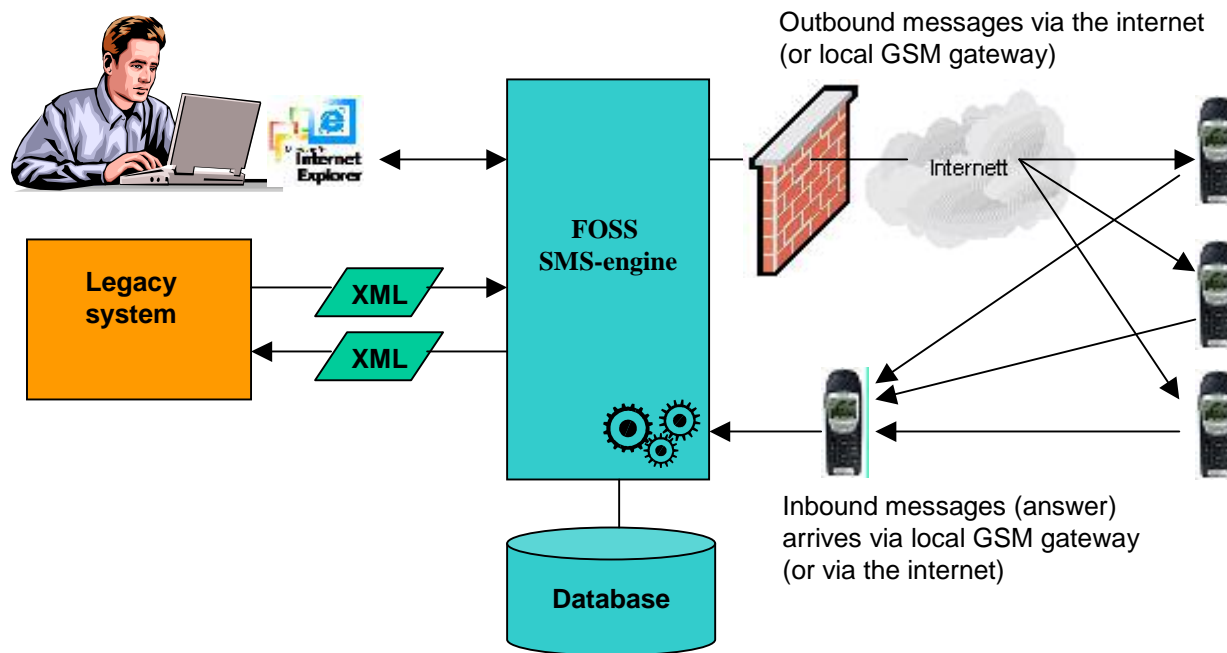 Outbound messages via the internet
(or local GSM gateway)
Internet
Explorer
Internett
FOSS
SMS-engine
Legacy
system
XML
XML
Inbound messages (answer)
arrives via local GSM gateway
(or via the internet)
Database